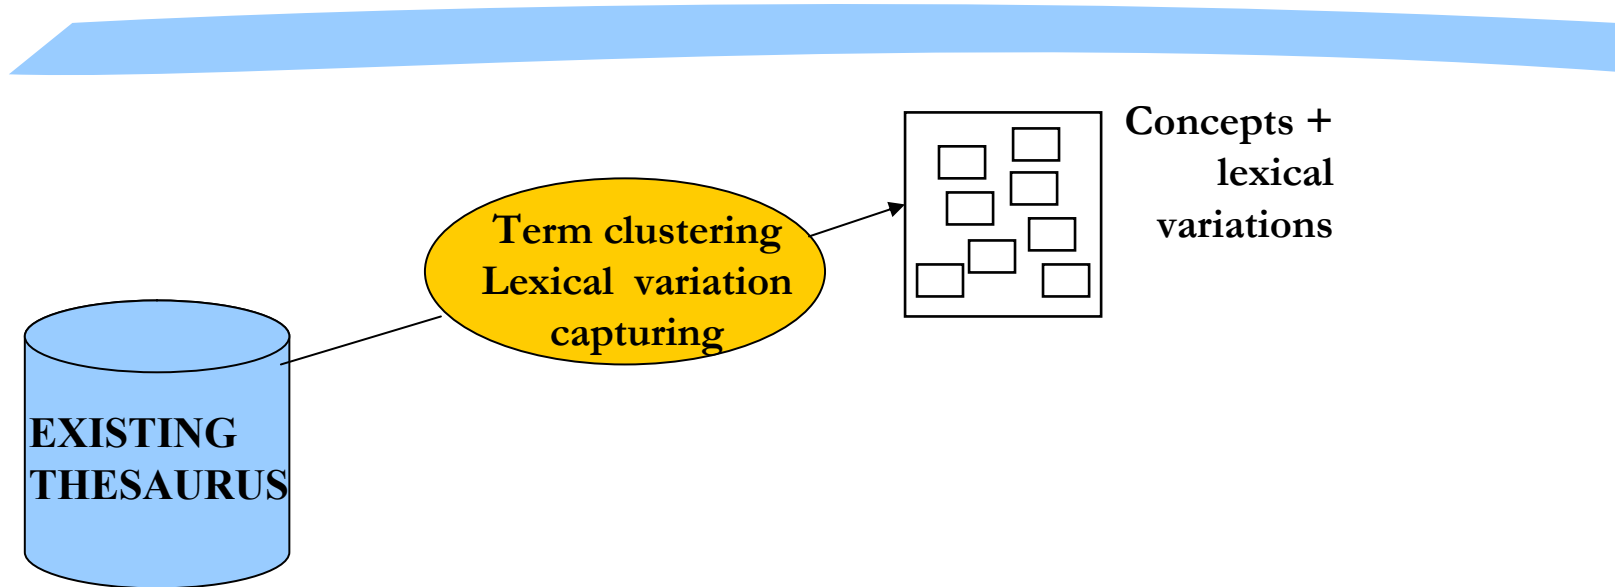 Concepts +
lexical
variations
Term clustering
Lexical variation
capturing
EXISTING
THESAURUS